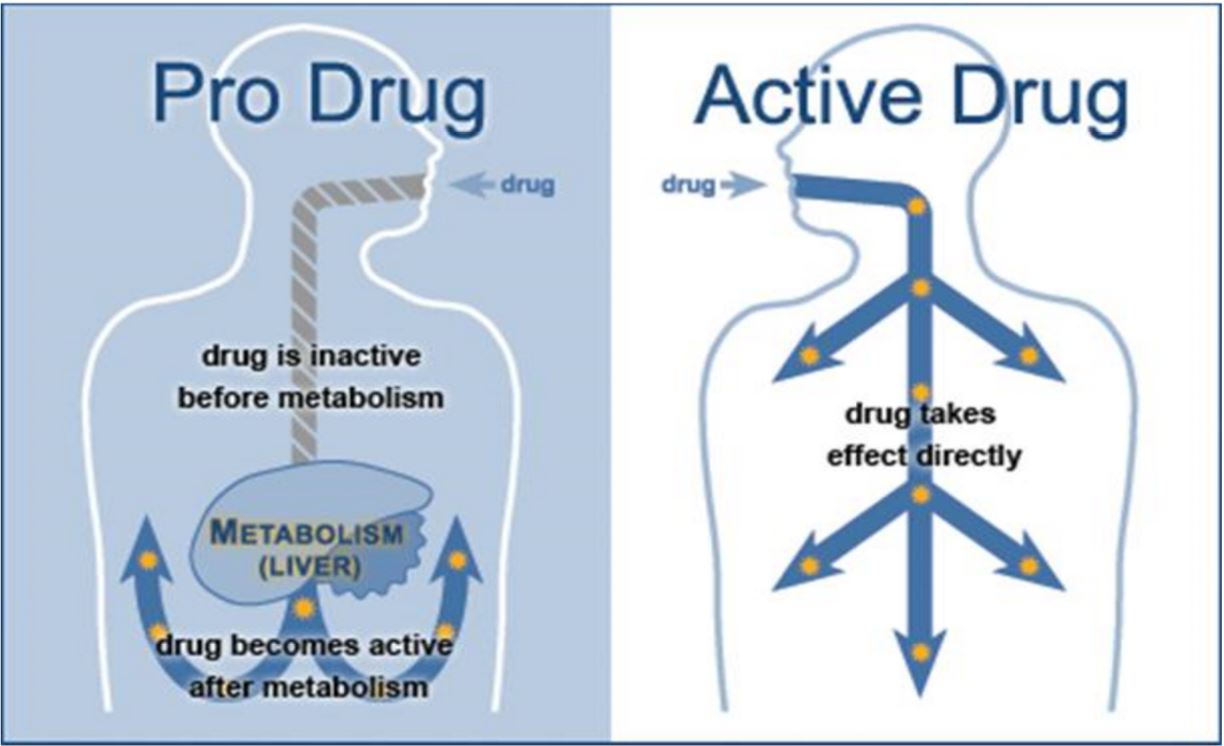 Pro Drug
drug
drug is inactive
before metabolism
METABOLISM
(LIVER)
drug becomes active
after metabolism
Active Drug
drug
drug takes
effect directly